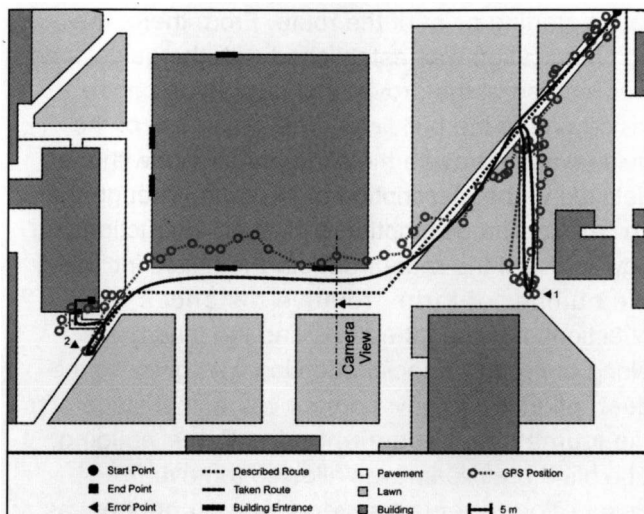 2
Camera
View
Start Point
End Point
Error Point
Described Route
Taken Route
Building Entrance
Pavement
Lawn
Building
GPS Position
5 m